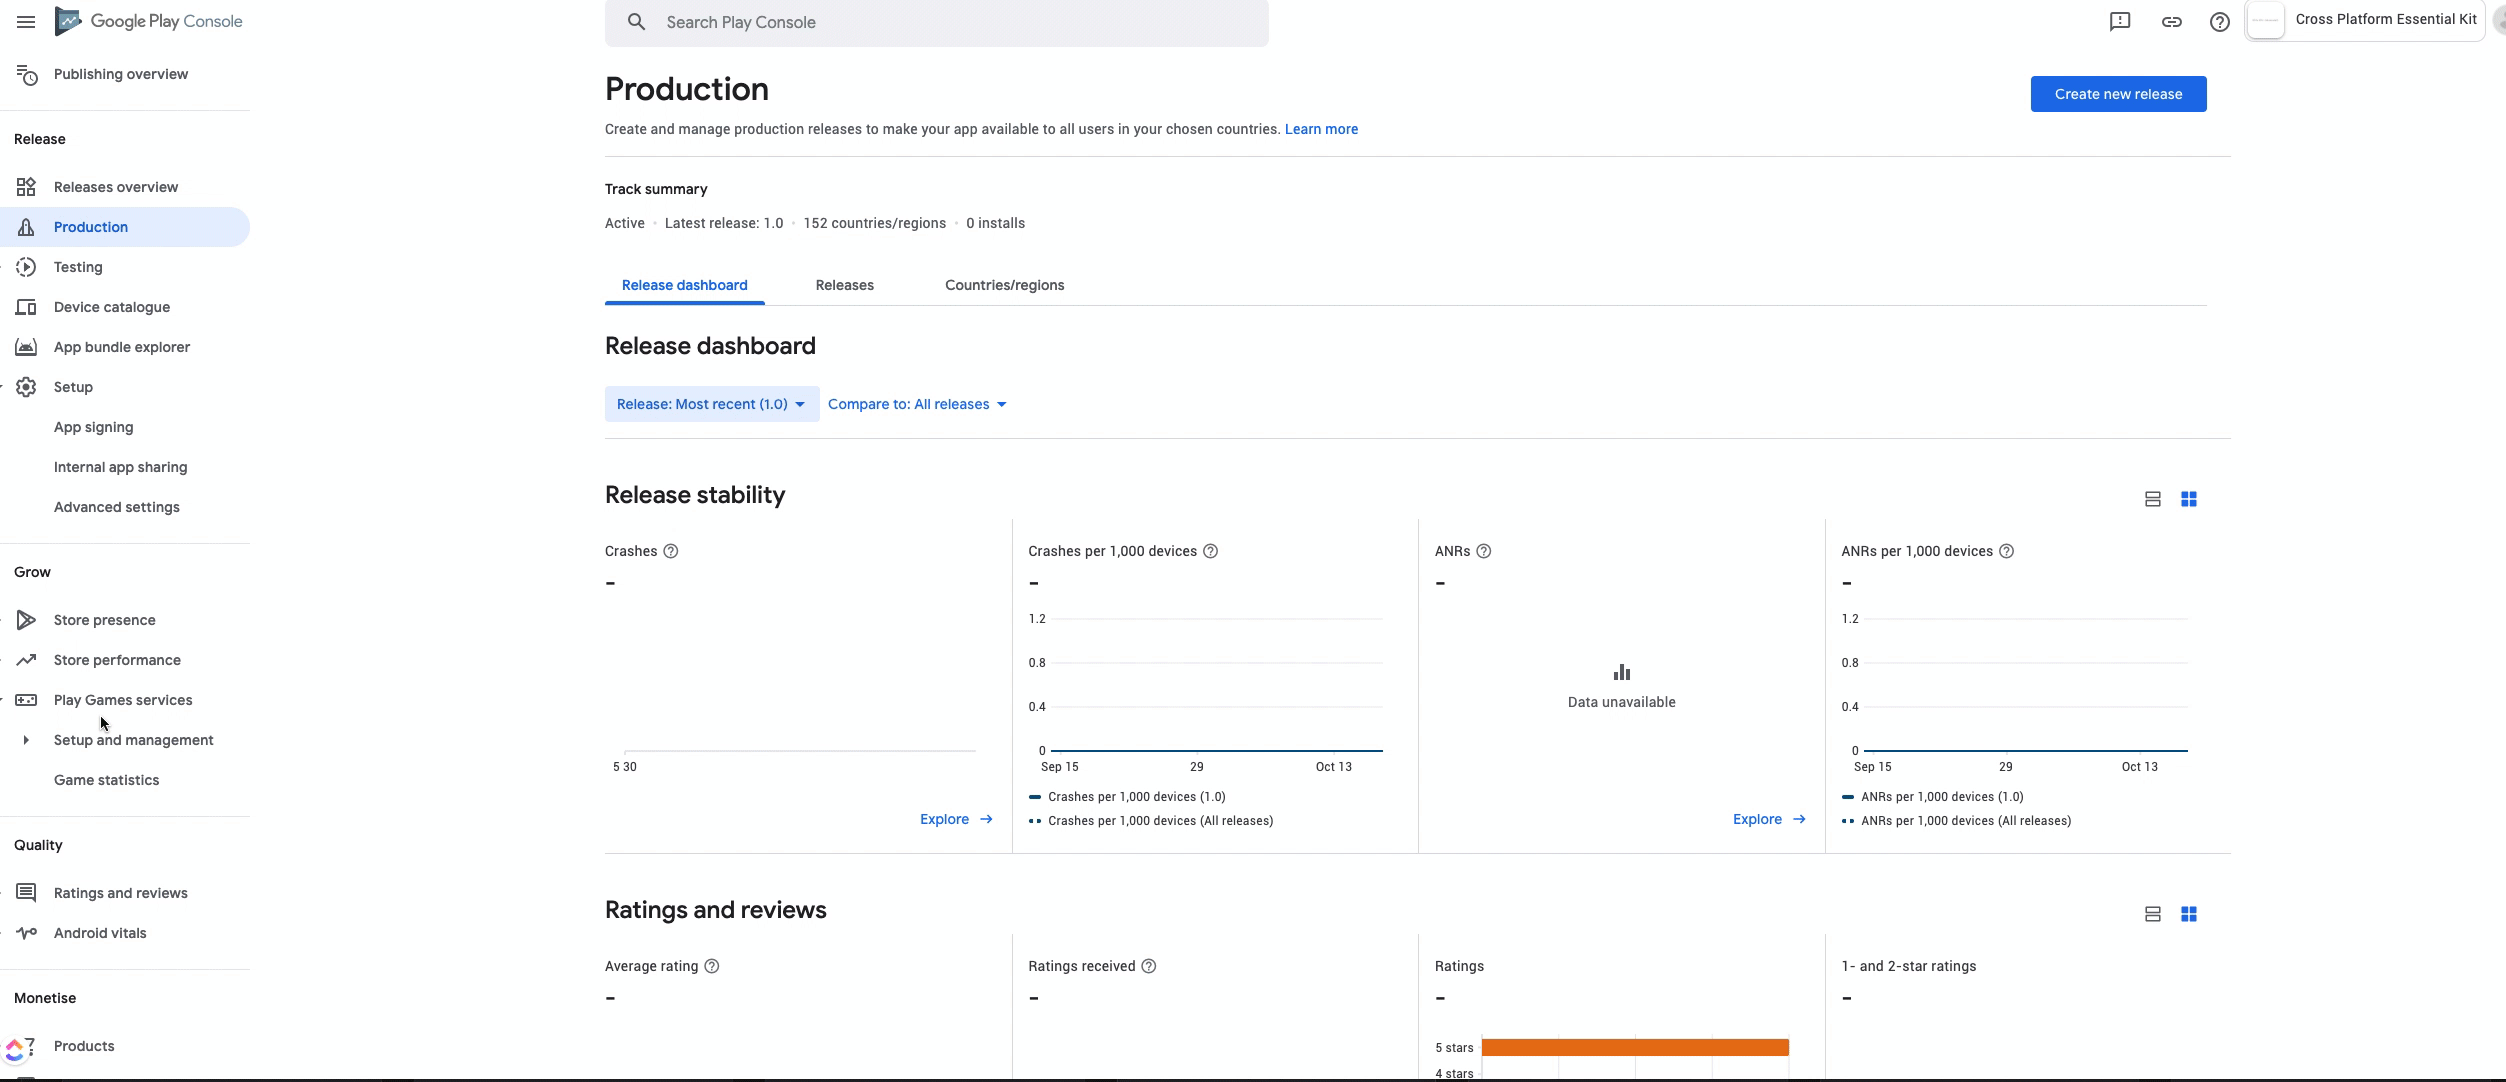 Google Play Console
Search Play Console
Cross Platform Essential Kit
Publishing overview
Release
Releases overview
Production
Testing
Device catalogue
App bundle explorer
Setup
App signing
Internal app sharing
Advanced settings
Grow
Store presence
Store performance
Play Games services
Setup and management
Game statistics
Quality
Ratings and reviews
Android vitals
Monetise
Products
Production
Create new release
Create and manage production releases to make your app available to all users in your chosen countries. Learn more
Track summary
Active • Latest release: 1.0 • 152 countries/regions • 0 installs
Release dashboard Releases Countries/regions
Release dashboard
Release: Most recent (1.0) Compare to: All releases
Release stability
Crashes
-
5 30
Explore
Crashes per 1,000 devices
-
1.2
0.8
0.4
0
Sep 15 29 Oct 13
Crashes per 1,000 devices (1.0)
Crashes per 1,000 devices (All releases)
ANRs
-
Data unavailable
Explore
ANRs per 1,000 devices
-
1.2
0.8
0.4
0
Sep 15 29 Oct 13
ANRs per 1,000 devices (1.0)
ANRs per 1,000 devices (All releases)
Ratings and reviews
Average rating
-
Ratings received
-
Ratings
-
5 stars
4 stars
1- and 2-star ratings
-